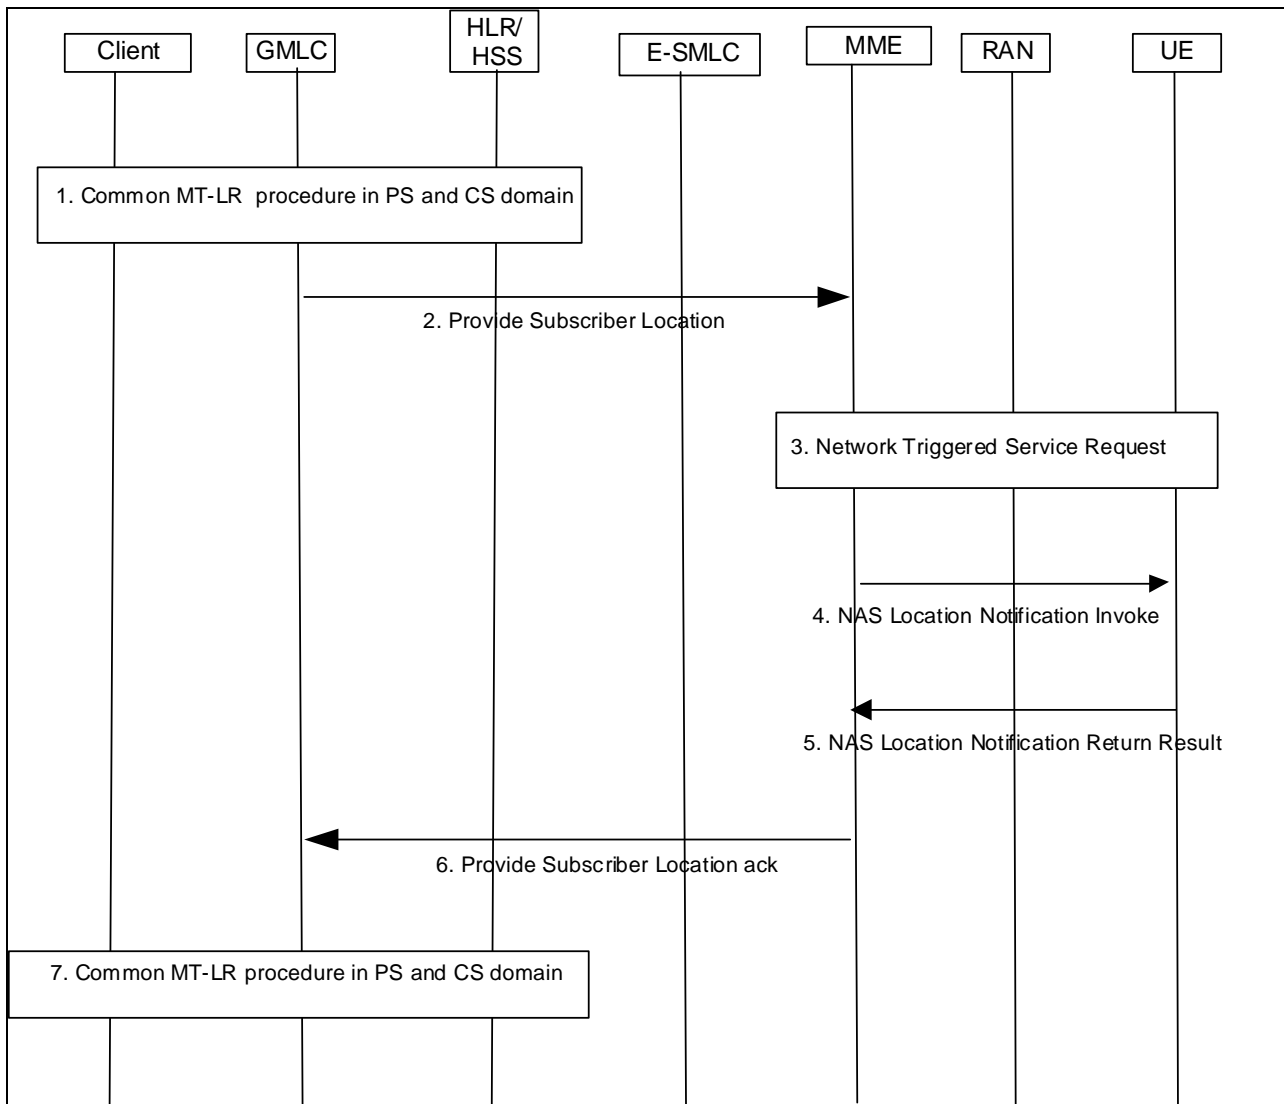 Client
GMLC
HLR/
HSS
E-SMLC
MME
RAN
UE
1. Common MT-LR procedure in PS and CS domain
2. Provide Subscriber Location
3. Network Triggered Service Request
4. NAS Location Notification Invoke
5. NAS Location Notification Return Result
6. Provide Subscriber Location ack
7. Common MT-LR procedure in PS and CS domain